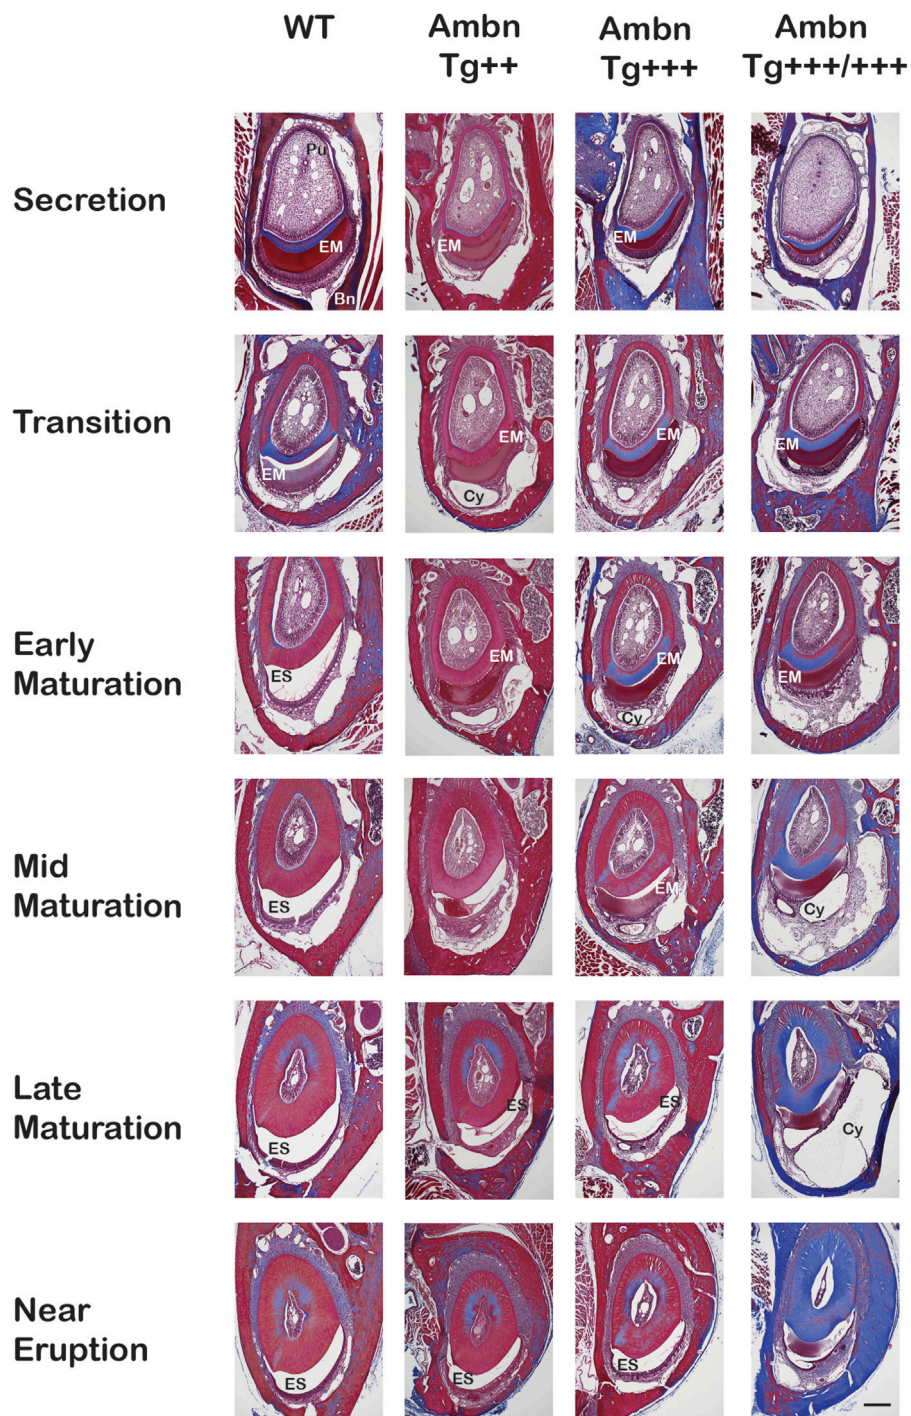 WT
Ambn
Tg++
Ambn
Tg+++
Ambn
Tg+++/+++
Secretion
Pu
EM
Bn
EM
EM
Transition
EM
EM
Cy
EM
EM
Early
Maturation
ES
EM
EM
Cy
EM
Mid
Maturation
ES
EM
Cy
Late
Maturation
ES
ES
ES
Cy
Near
Eruption
ES
ES
ES